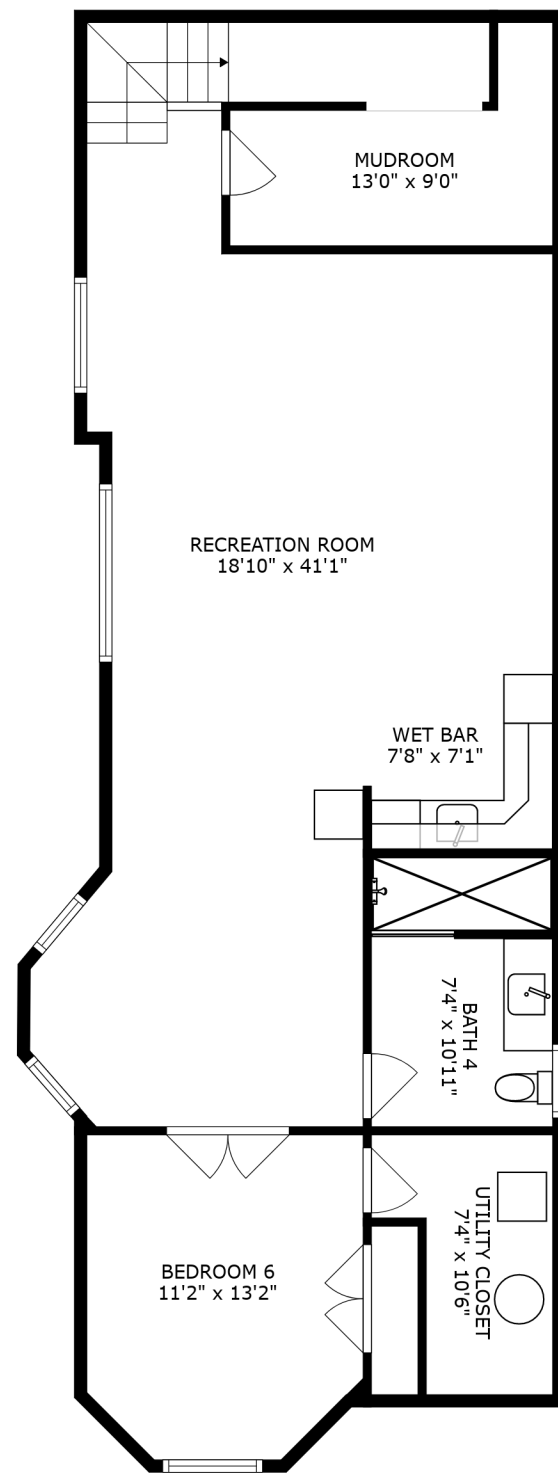 MUDROOM
13'0" x 9'0"
RECREATION ROOM
18'10" x 41'1"
WET BAR
7'8" x 7'1"
BATH 4
7'4" x 10'11"
UTILITY CLOSET
7'4" x 10'6"
BEDROOM 6
11'2" x 13'2"